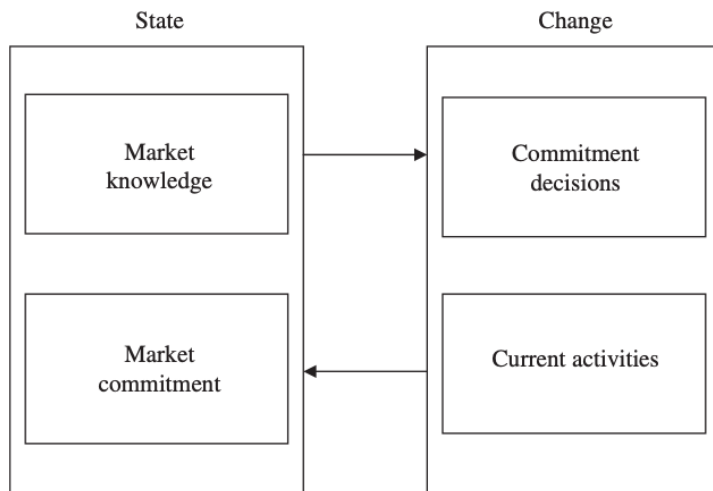 State
Change
Market
knowledge
Commitment
decisions
Market
commitment
Current activities